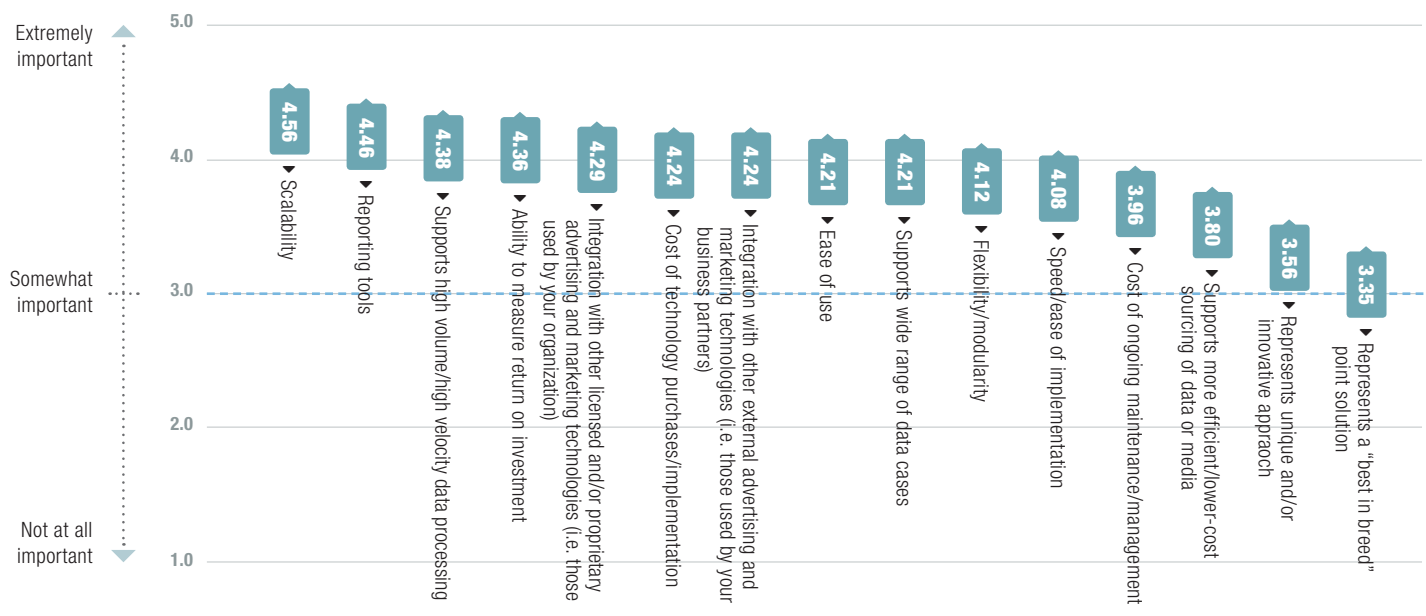 5.0
Extremely
important
4.0
Somewhat
important
3.0
2.0
Not at all
important
1.0
4.56
Scalability
4.46
Reporting tools
4.38
Supports high volume/high velocity data processing
4.36
Ability to measure return on investment
4.29
Integration with other licensed and/or proprietary
advertising and marketing technologies (i.e. those
used by your organization)
4.24
Cost of technology purchases/implementation
4.24
Integration with other external advertising and
marketing technologies (i.e. those used by your
business partners)
4.21
Ease of use
4.21
Supports wide range of data cases
4.12
Flexibility/modularity
4.08
Speed/ease of implementation
3.96
Cost of ongoing maintenance/management
3.80
Supports more efficient/lower-cost
sourcing of data or media
3.56
Represents unique and/or
innovative appraoch
3.35
Represents a “best in breed”
point solution